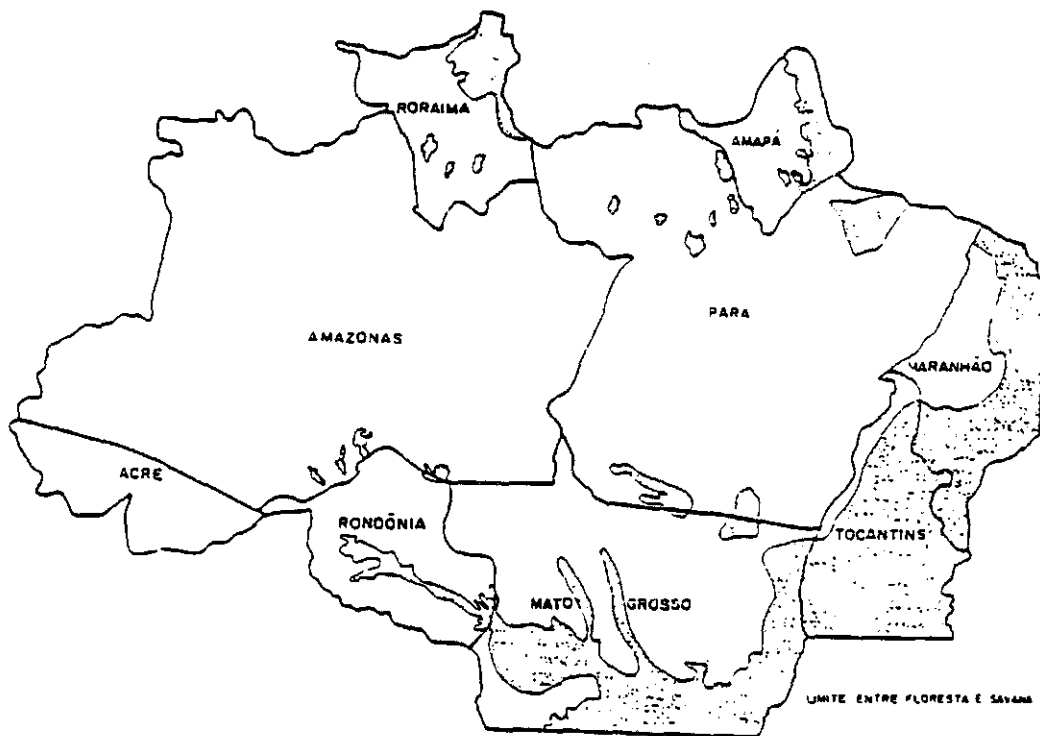 RORAIMA
AMAPÁ
AMAZONAS
PARA
MARANHÃO
ACRE
RONDÔNIA
TOCANTINS
MATO GROSSO
LIMITE ENTRE FLORESTA E SAVANA